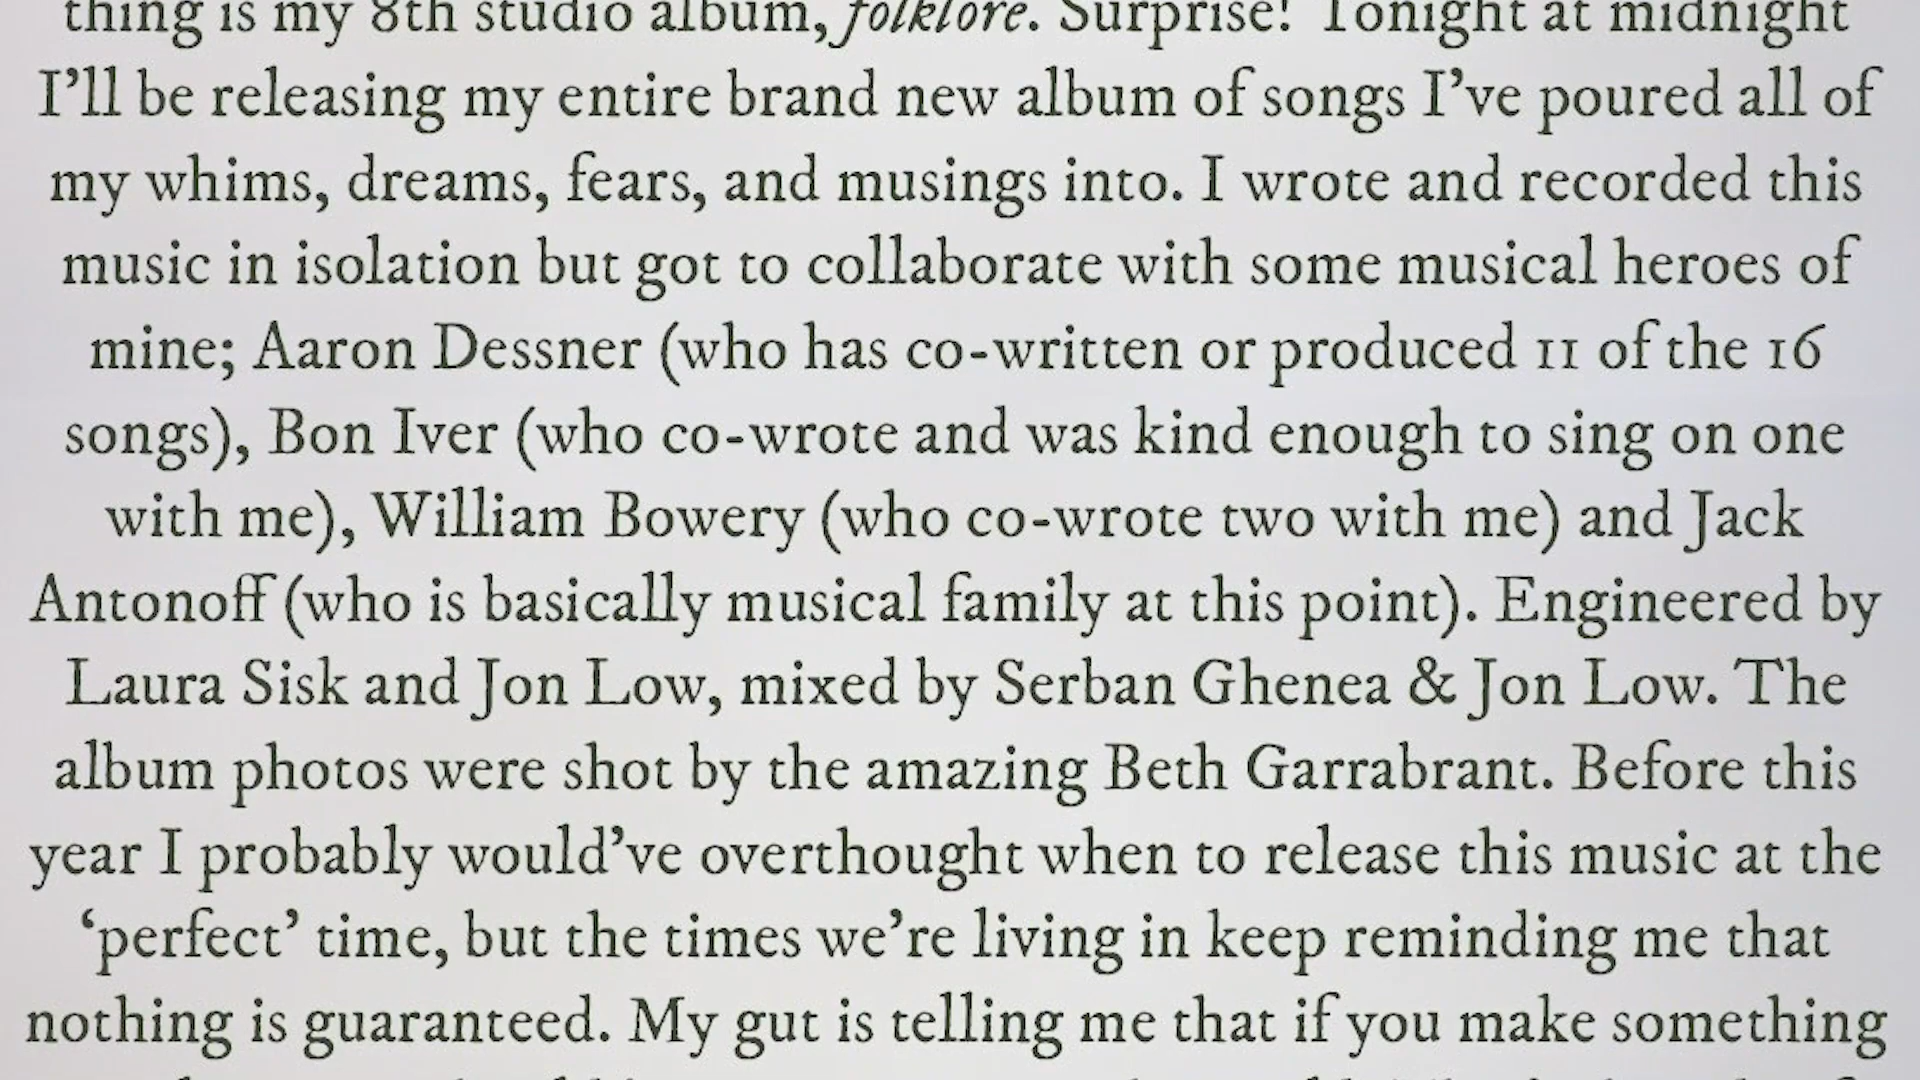 thing is my 8th studio album, folklore. Surprise! Tonight at midnight
I’ll be releasing my entire brand new album of songs I’ve poured all of
my whims, dreams, fears, and musings into. I wrote and recorded this
music in isolation but got to collaborate with some musical heroes of
mine; Aaron Dessner (who has co-written or produced 11 of the 16
songs), Bon Iver (who co-wrote and was kind enough to sing on one
with me), William Bowery (who co-wrote two with me) and Jack
Antonoff (who is basically musical family at this point). Engineered by
Laura Sisk and Jon Low, mixed by Serban Ghenea & Jon Low. The
album photos were shot by the amazing Beth Garrabrant. Before this
year I probably would’ve overthought when to release this music at the
‘perfect’ time, but the times we’re living in keep reminding me that
nothing is guaranteed. My gut is telling me that if you make something